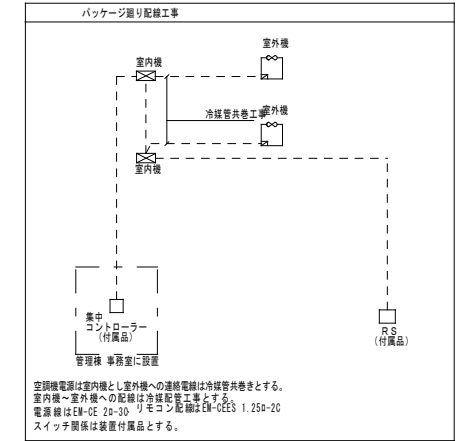 パッケージ廻り配線工事
室外機
室内機
冷媒管共巻工事
室外機
室内機
集中
コントローラー
(付属品)
管理棟 事務室に設置
RS
(付属品)
空調機電源は室内機とし室外機への連絡電線は冷媒管共巻きとする。
室内機~室外機への配線は冷媒配管工事とする。
電源線はEM-CE 2□-3C リモコン配線はEM-CEES 1.25□-2C
スイッチ関係は装置付属品とする。